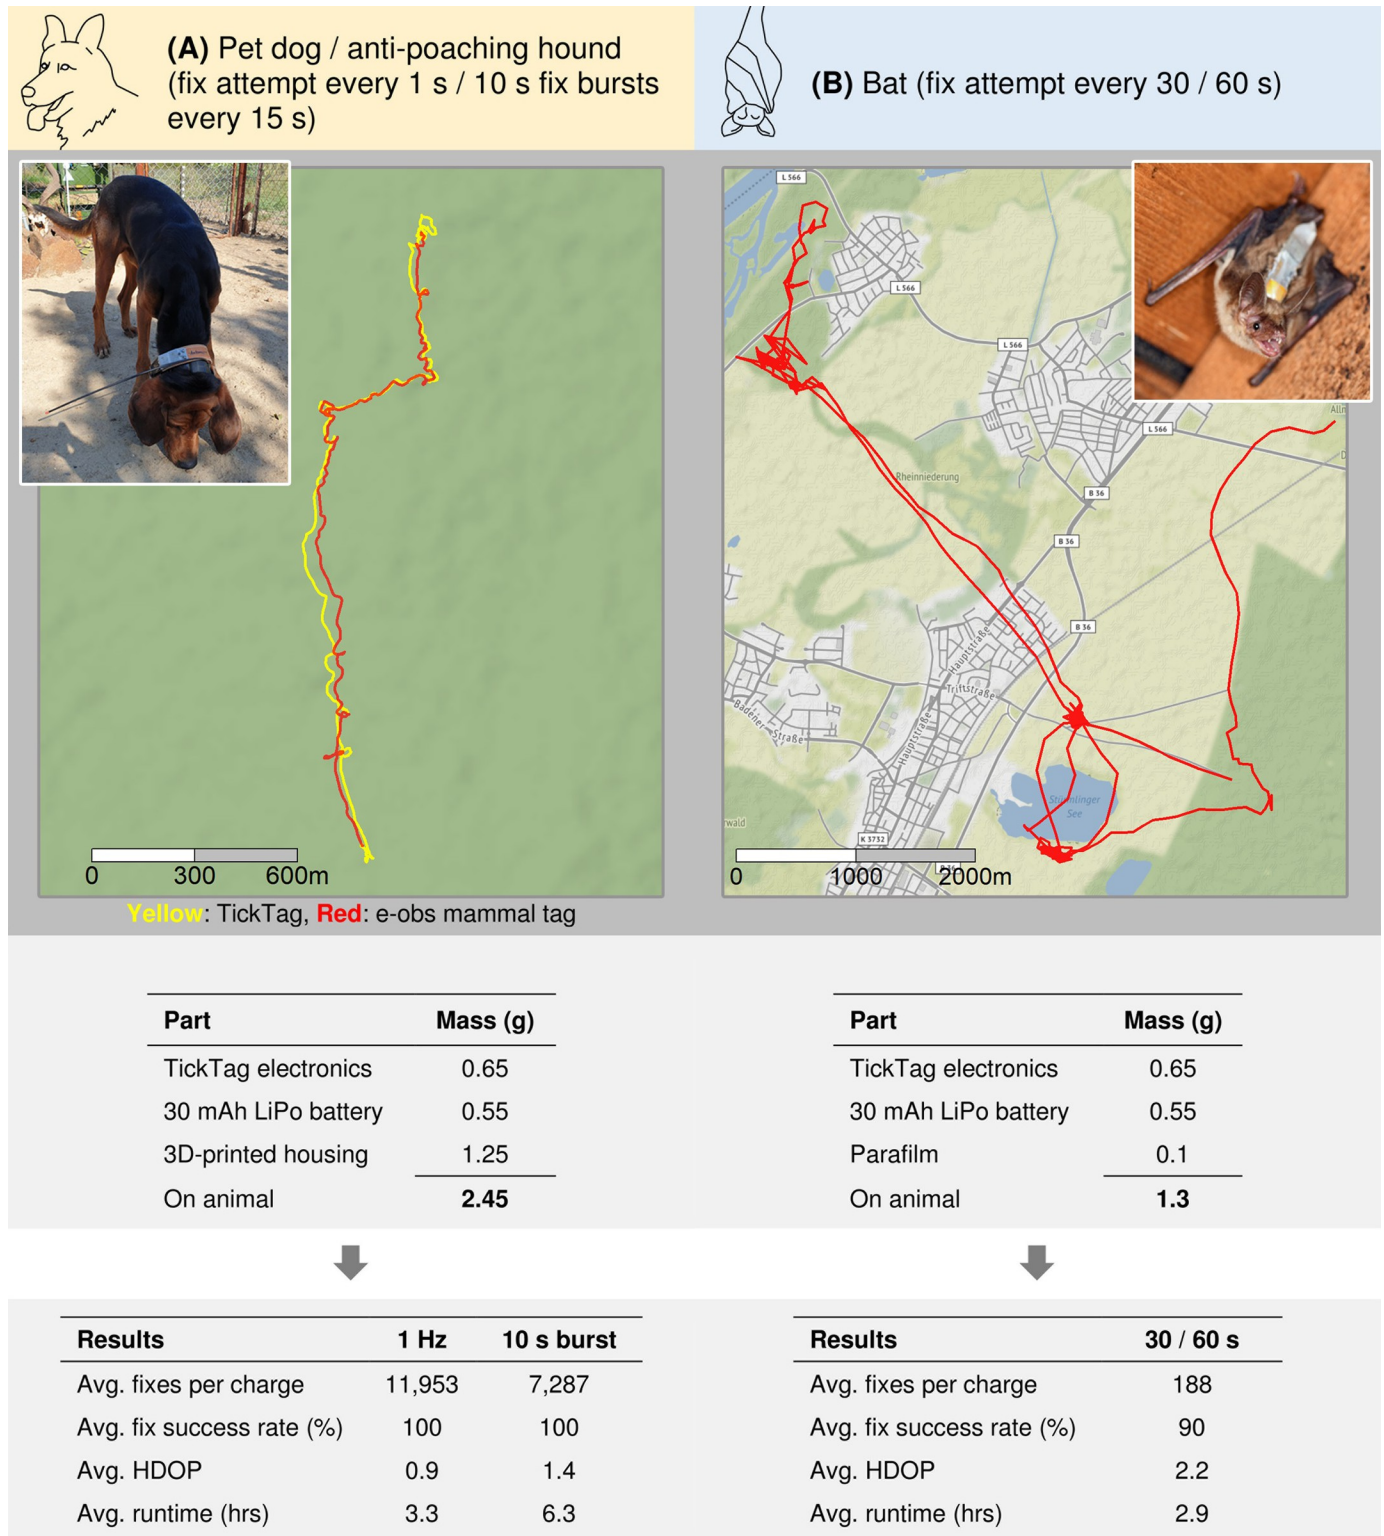 (A) Pet dog / anti-poaching hound
(fix attempt every 1 s / 10 s fix bursts
every 15 s)
(B) Bat (fix attempt every 30 / 60 s)
0 300 600m
Yellow: TickTag, Red: e-obs mammal tag
L 566
L 566
L 566
L 566
Rheinniederung
B 36
B 36
B 36
Hauptstraße
Triftstraße
Badener
Straße
Hauptstraße
See
K 3732
0 1000 2000m
Part Mass (g)
TickTag electronics 0.65
30 mAh LiPo battery 0.55
3D-printed housing 1.25
On animal 2.45
Part Mass (g)
TickTag electronics 0.65
30 mAh LiPo battery 0.55
Parafilm 0.1
On animal 1.3
Results 1 Hz 10 s burst
Avg. fixes per charge 11,953 7,287
Avg. fix success rate (%) 100 100
Avg. HDOP 0.9 1.4
Avg. runtime (hrs) 3.3 6.3
Results 30 / 60 s
Avg. fixes per charge 188
Avg. fix success rate (%) 90
Avg. HDOP 2.2
Avg. runtime (hrs) 2.9